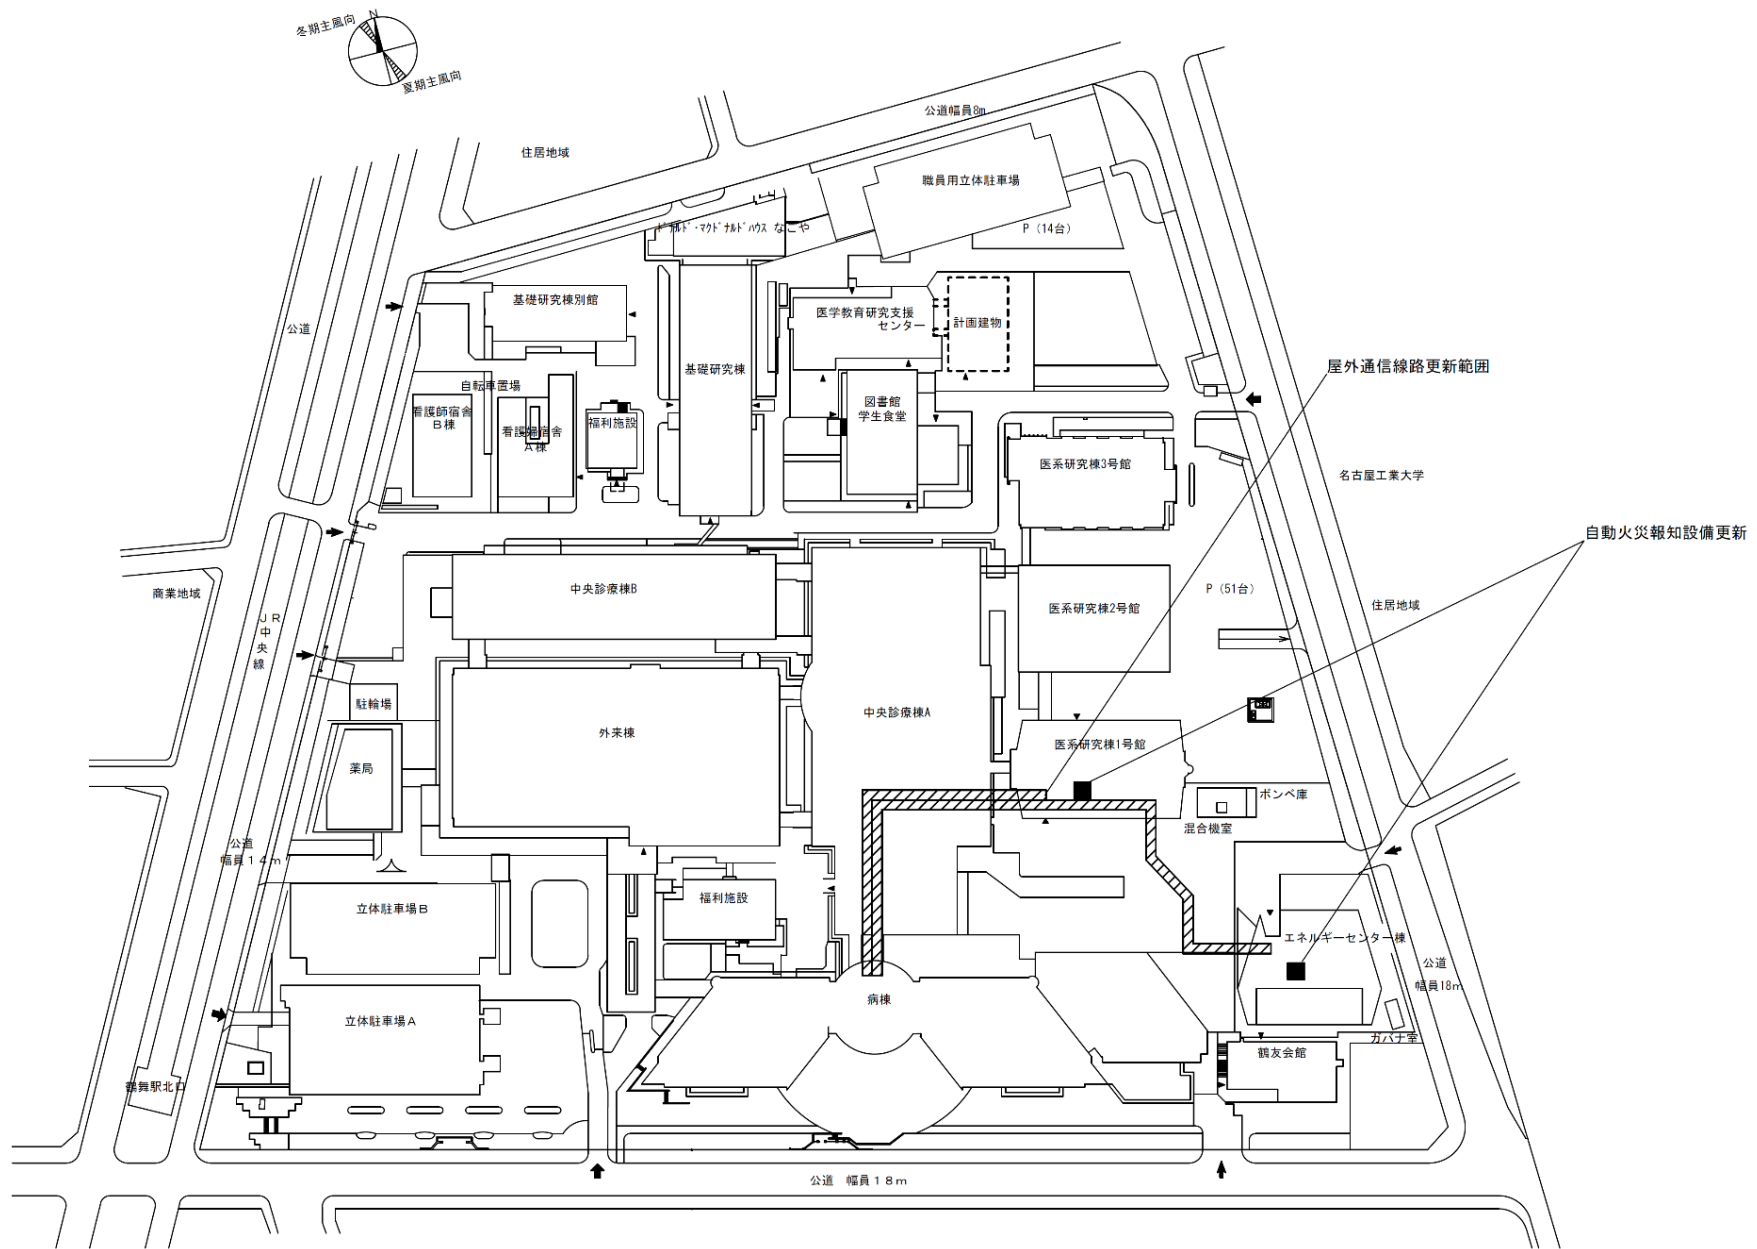 冬期主風向
N
夏期主風向
公道幅員8m
住居地域
職員用立体駐車場
P（14台）
ﾄﾞﾅﾙﾄﾞ･マクドナルドハウス なごや
基礎研究棟別館
公道
医学教育研究支援
センター
計画建物
基礎研究棟
屋外通信線路更新範囲
自転車置場
看護師宿舎
B棟
看護婦宿舎
A棟
福利施設
図書館
学生食堂
医系研究棟3号館
名古屋工業大学
自動火災報知設備更新
中央診療棟B
商業地域
医系研究棟2号館
P（51台）
住居地域
ＪＲ
中
央
線
駐輪場
外来棟
中央診療棟A
医系研究棟1号館
薬局
ボンベ庫
混合機室
公道
幅員１４ｍ
立体駐車場Ｂ
福利施設
エネルギーセンター棟
公道
幅員18m
病棟
立体駐車場Ａ
ガバナ室
鶴友会館
鶴舞駅北口
公道　幅員１８ｍ